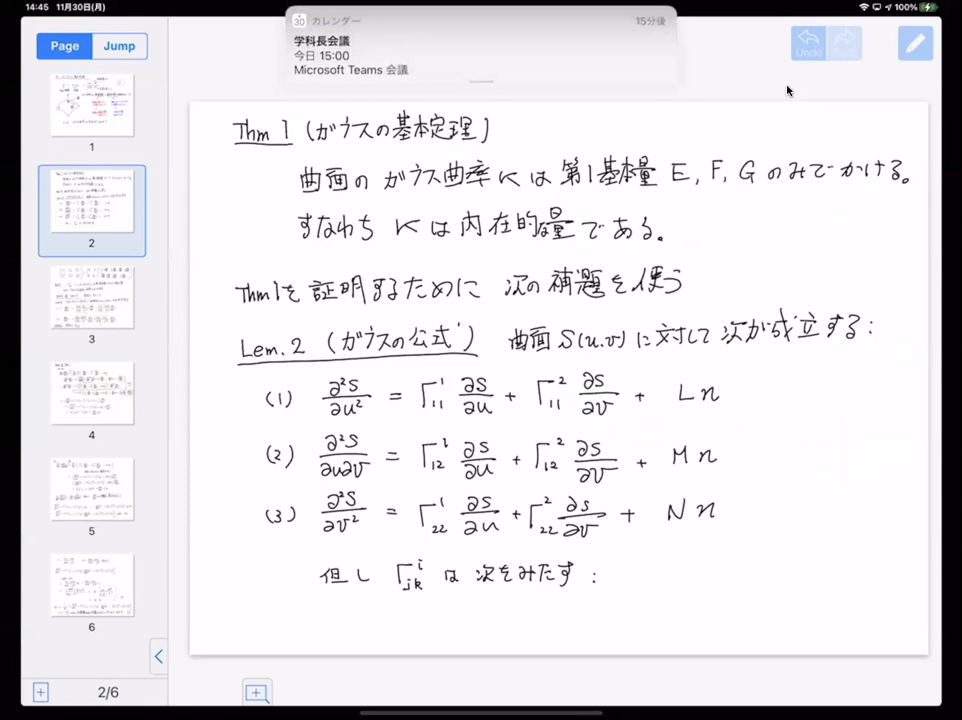 14:45 11月30日(月)
100%
30 カレンダー 15分後
学科長会議
今日 15:00
Microsoft Teams 会議
Page Jump
Undo
1
2
3
4
5
6
2/6
Thm 1 (ガウスの基本定理)
曲面の ガウス曲率 K は 第1基本量 E, F, G のみでかける。
すなわち K は 内在的な量である。
Thm 1を 証明するために 次の補題を使う
Lem. 2 (ガウスの公式) 曲面 S(u,v) に対して次が成立する:
(1) ∂²S/∂u² = Γ₁₁¹ ∂S/∂u + Γ₁₁² ∂S/∂v + L n
(2) ∂²S/∂u∂v = Γ₁₂¹ ∂S/∂u + Γ₁₂² ∂S/∂v + M n
(3) ∂²S/∂v² = Γ₂₂¹ ∂S/∂u + Γ₂₂² ∂S/∂v + N n
但し Γⱼₖⁱ は 次をみたす :